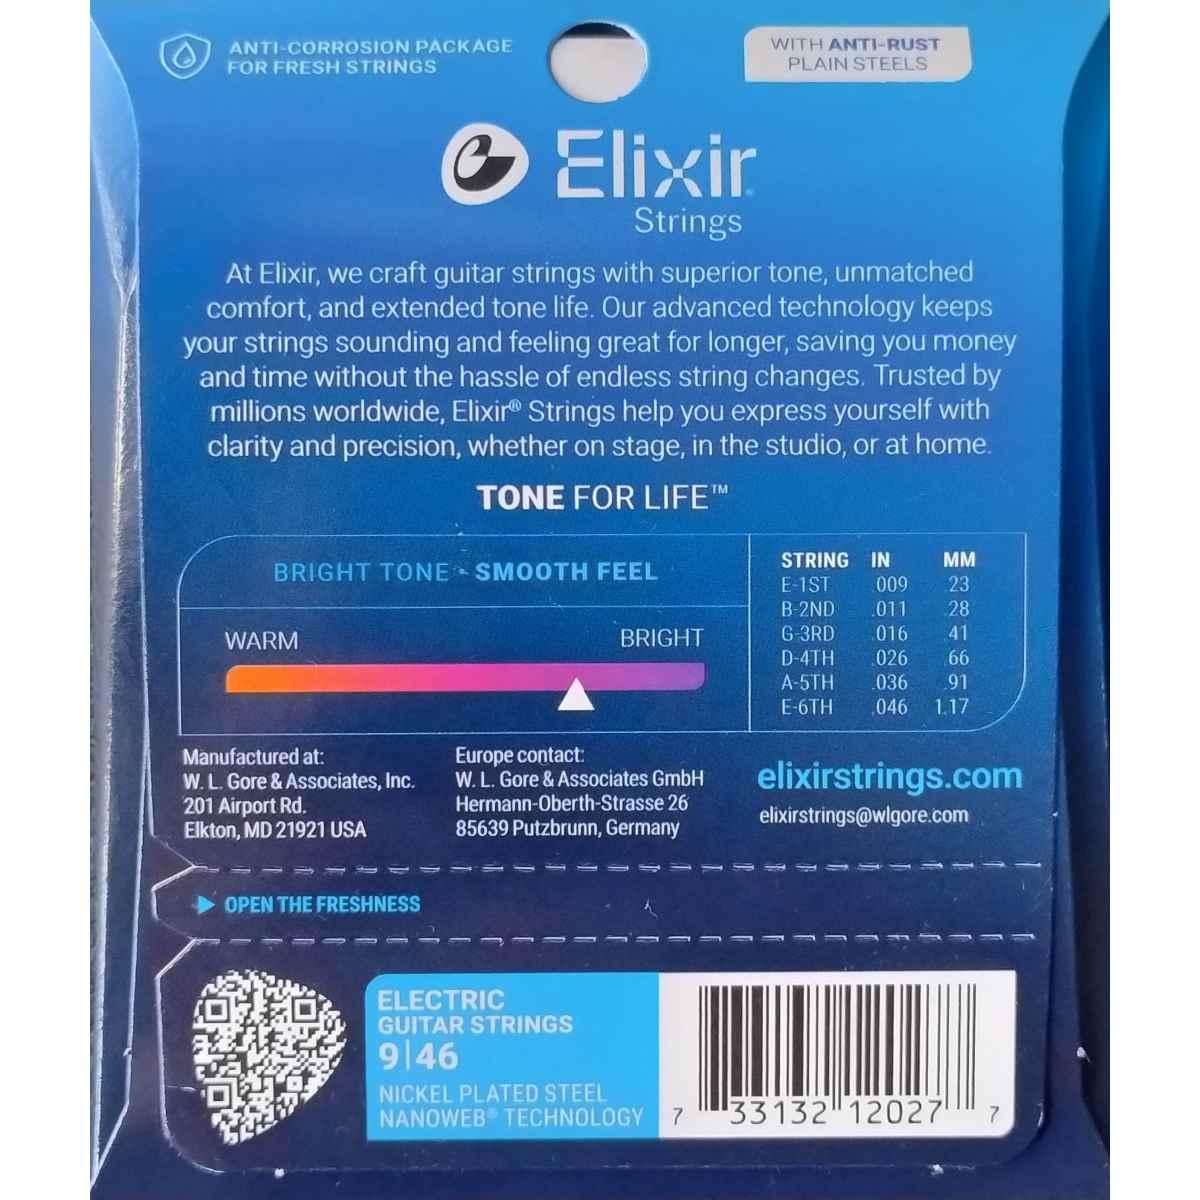 ANTI-CORROSION PACKAGE
FOR FRESH STRINGS
WITH ANTI-RUST
PLAIN STEELS
Elixir
Strings
At Elixir, we craft guitar strings with superior tone, unmatched
comfort, and extended tone life. Our advanced technology keeps
your strings sounding and feeling great for longer, saving you money
and time without the hassle of endless string changes. Trusted by
millions worldwide, Elixir® Strings help you express yourself with
clarity and precision, whether on stage, in the studio, or at home.
TONE FOR LIFE™
BRIGHT TONE - SMOOTH FEEL
WARM BRIGHT
STRING IN MM
E-1ST .009 .23
B-2ND .011 .28
G-3RD .016 .41
D-4TH .026 .66
A-5TH .036 .91
E-6TH .046 1.17
Manufactured at:
W. L. Gore & Associates, Inc.
201 Airport Rd.
Elkton, MD 21921 USA
Europe contact:
W. L. Gore & Associates GmbH
Hermann-Oberth-Strasse 26
85639 Putzbrunn, Germany
elixirstrings.com
elixirstrings@wlgore.com
OPEN THE FRESHNESS
ELECTRIC
GUITAR STRINGS
9|46
NICKEL PLATED STEEL
NANOWEB® TECHNOLOGY
7 33132 12027 7